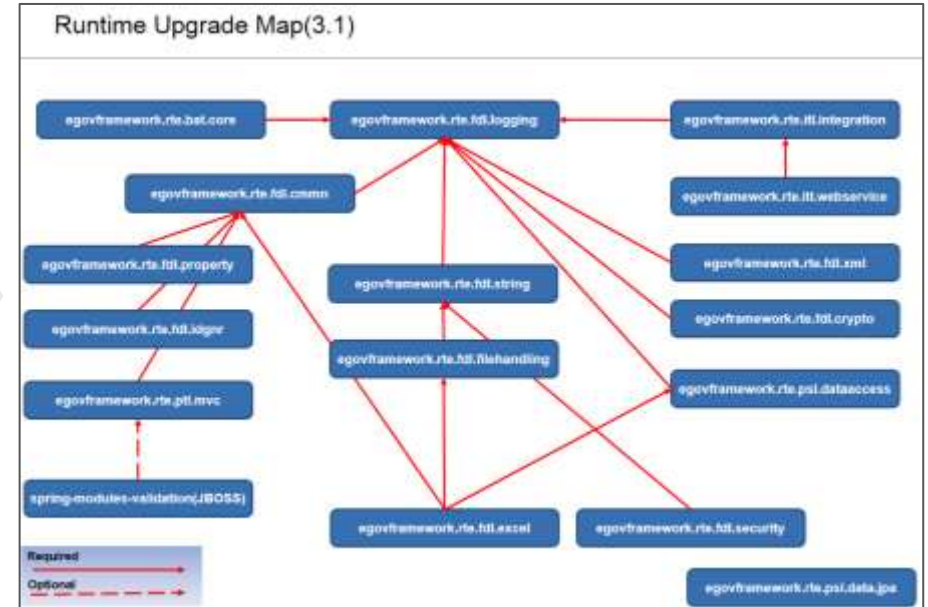 Runtime Upgrade Map(3.1)
egovframework.rte.bat.core
egovframework.rte.fdl.logging
egovframework.rte.itl.integration
egovframework.rte.fdl.cmmn
egovframework.rte.itl.webservice
egovframework.rte.fdl.property
egovframework.rte.fdl.string
egovframework.rte.fdl.xml
egovframework.rte.fdl.idgnr
egovframework.rte.fdl.crypto
egovframework.rte.fdl.filehandling
egovframework.rte.ptl.mvc
egovframework.rte.psl.dataaccess
spring-modules-validation(JBOSS)
egovframework.rte.fdl.excel
egovframework.rte.fdl.security
Required
Optional
egovframework.rte.psl.data.jpa